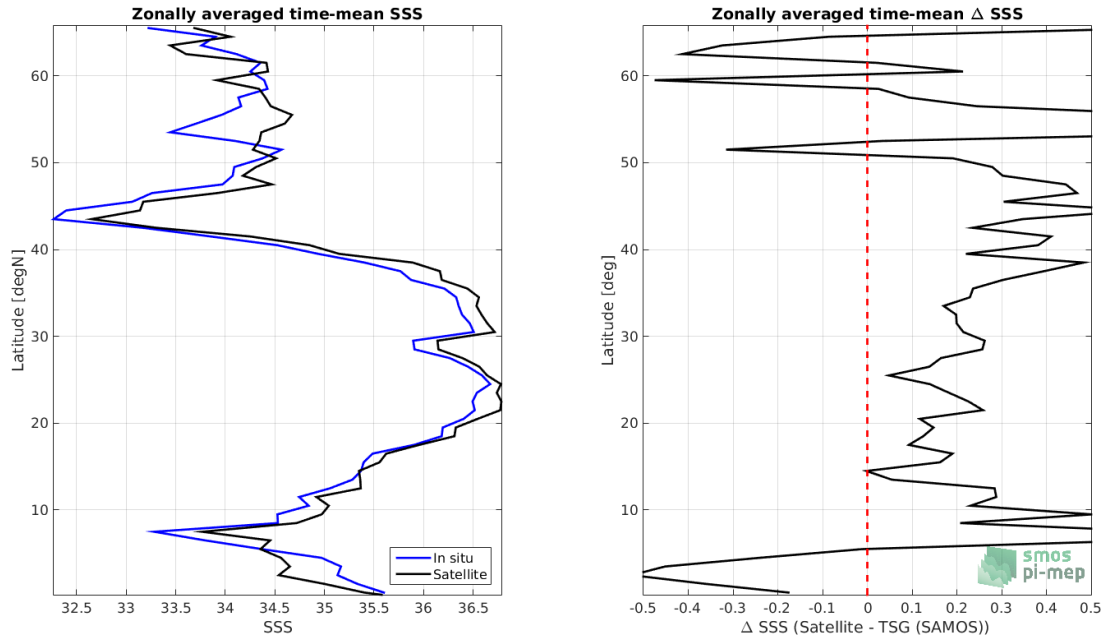 Zonally averaged time-mean SSS
Latitude [degN]
60
50
40
30
20
10
32.5 33 33.5 34 34.5 35 35.5 36 36.5
SSS
In situ
Satellite
Zonally averaged time-mean Δ SSS
Latitude [deg]
60
50
40
30
20
10
-0.5 -0.4 -0.3 -0.2 -0.1 0 0.1 0.2 0.3 0.4 0.5
Δ SSS (Satellite - TSG (SAMOS))
smos
pi-mep